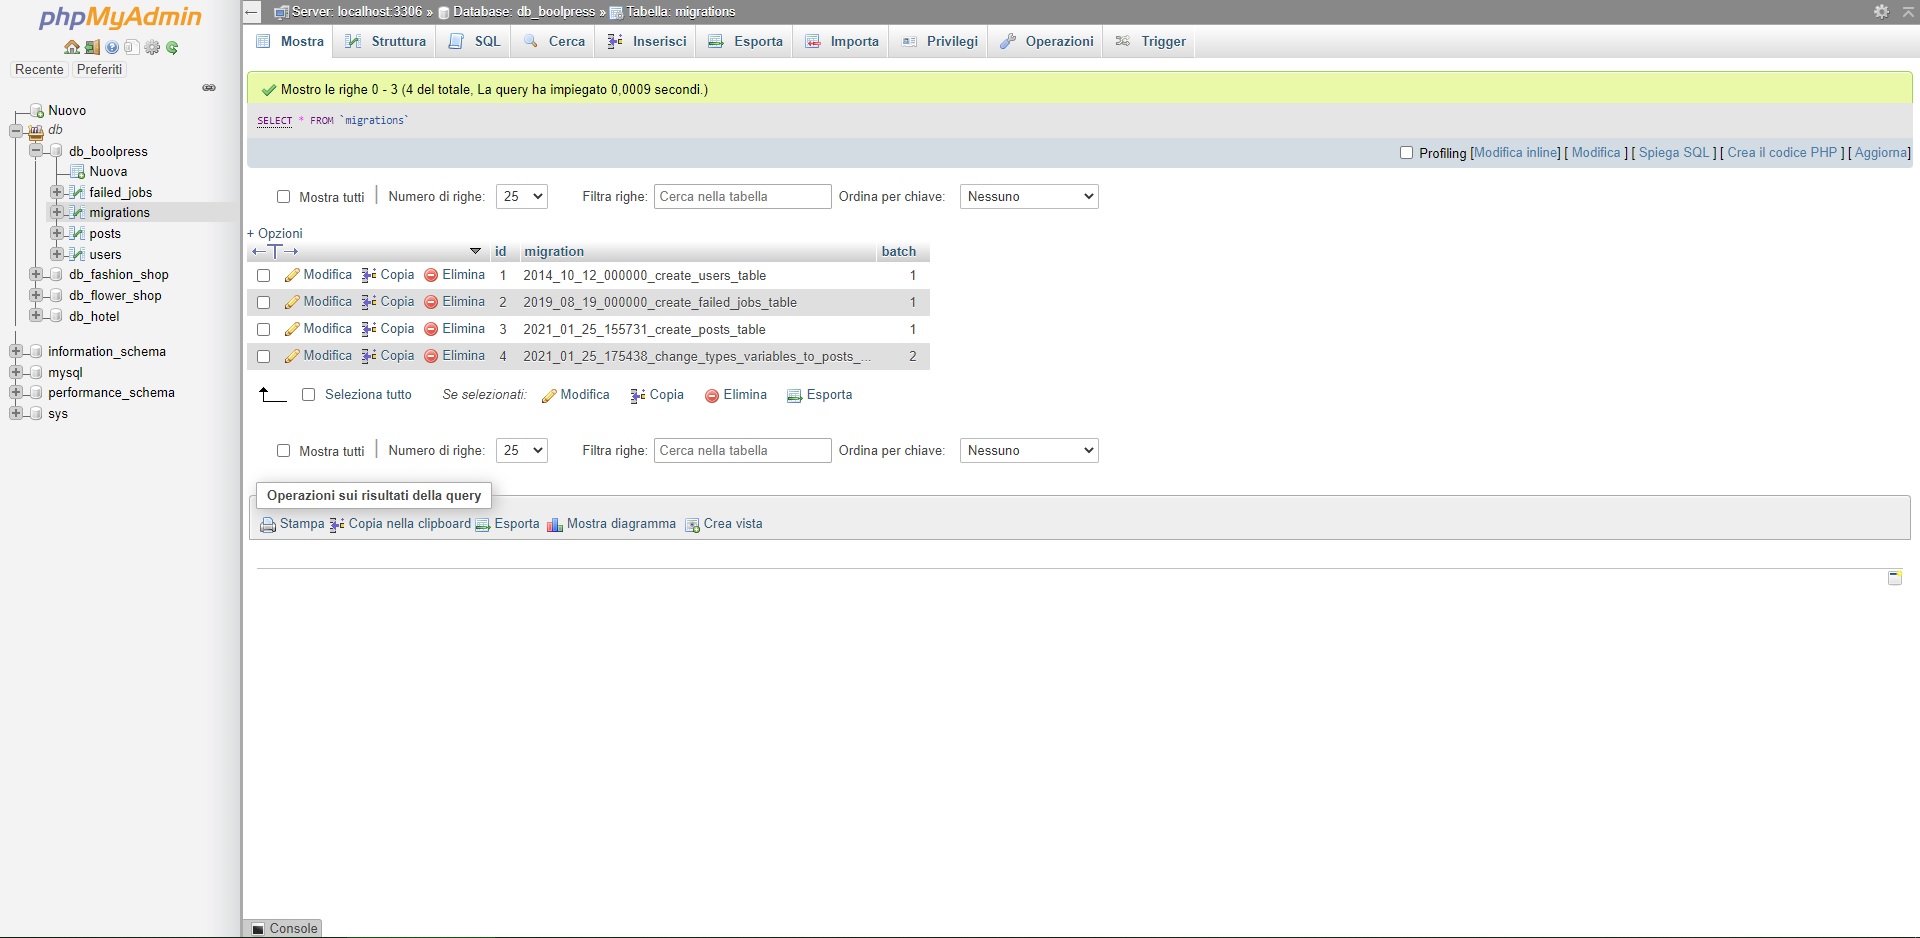 phpMyAdmin
Recente Preferiti
Nuovo
db
db_boolpress
Nuova
failed_jobs
migrations
posts
users
db_fashion_shop
db_flower_shop
db_hotel
information_schema
mysql
performance_schema
sys
Server: localhost:3306 » Database: db_boolpress » Tabella: migrations
Mostra Struttura SQL Cerca Inserisci Esporta Importa Privilegi Operazioni Trigger
Mostro le righe 0 - 3 (4 del totale, La query ha impiegato 0,0009 secondi.)
SELECT * FROM `migrations`
Profiling [Modifica inline] [ Modifica ] [ Spiega SQL ] [ Crea il codice PHP ] [ Aggiorna]
Mostra tutti Numero di righe: 25 Filtra righe: Cerca nella tabella Ordina per chiave: Nessuno
+ Opzioni
←T→ id migration batch
Modifica Copia Elimina 1 2014_10_12_000000_create_users_table 1
Modifica Copia Elimina 2 2019_08_19_000000_create_failed_jobs_table 1
Modifica Copia Elimina 3 2021_01_25_155731_create_posts_table 1
Modifica Copia Elimina 4 2021_01_25_175438_change_types_variables_to_posts_... 2
Seleziona tutto Se selezionati: Modifica Copia Elimina Esporta
Mostra tutti Numero di righe: 25 Filtra righe: Cerca nella tabella Ordina per chiave: Nessuno
Operazioni sui risultati della query
Stampa Copia nella clipboard Esporta Mostra diagramma Crea vista
Console